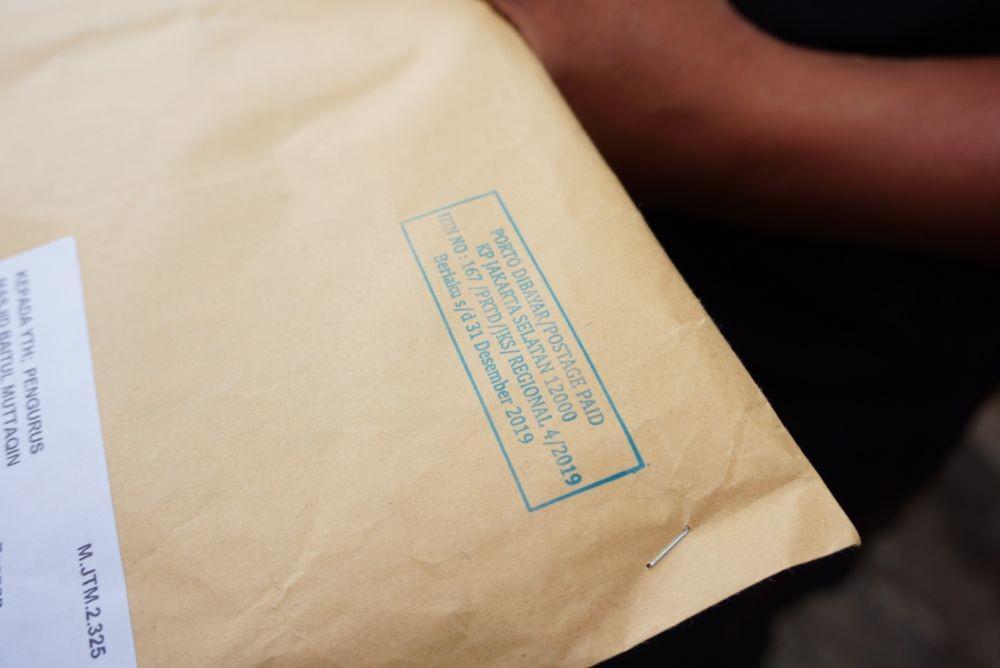 PORTO DIBAYAR/POSTAGE PAID
KP JAKARTA SELATAN 12000
IZIN NO : 167 /PRTD/JKS/ REGIONAL 4/2019
Berlaku s/d 31 Desember 2019
KEPADA YTH: PENGURUS
MASJID BAITUL MUTTAQIN
M.JTM.2.325